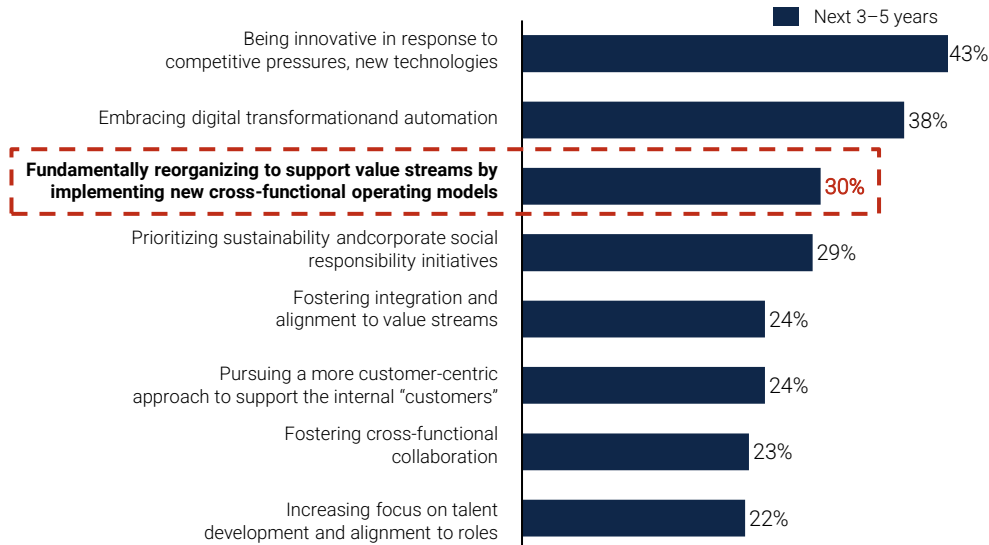 Next 3–5 years
Being innovative in response to
competitive pressures, new technologies
43%
Embracing digital transformationand automation
38%
Fundamentally reorganizing to support value streams by
implementing new cross-functional operating models
30%
Prioritizing sustainability andcorporate social
responsibility initiatives
29%
Fostering integration and
alignment to value streams
24%
Pursuing a more customer-centric
approach to support the internal “customers”
24%
Fostering cross-functional
collaboration
23%
Increasing focus on talent
development and alignment to roles
22%